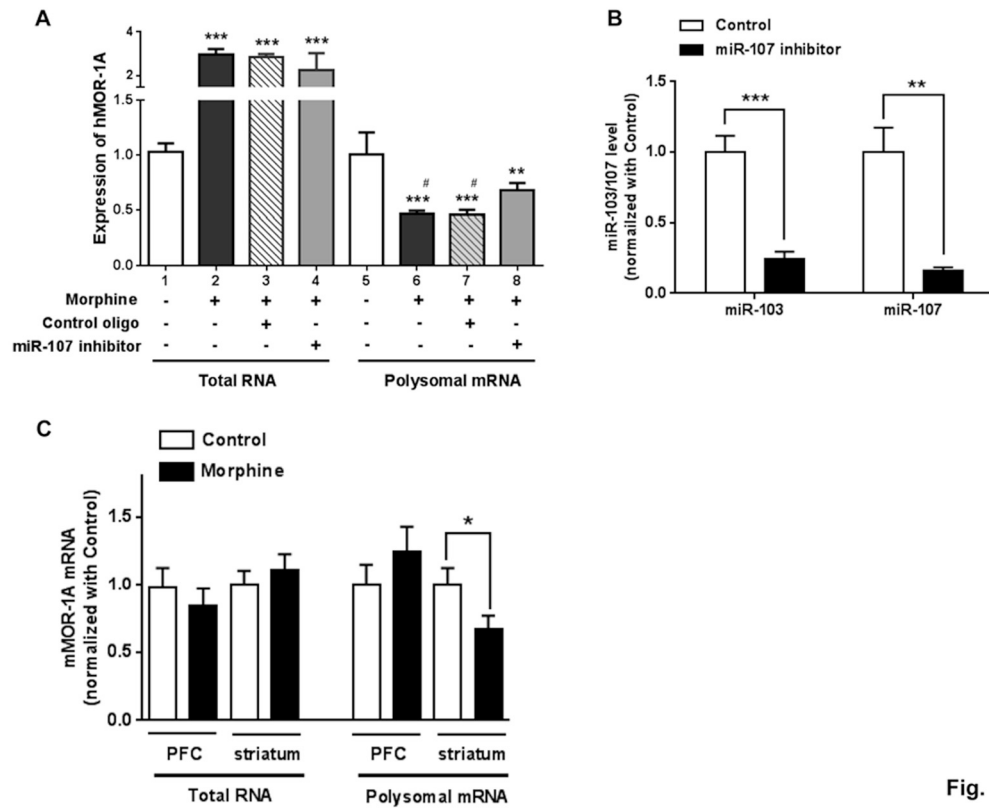 A
Expression of hMOR-1A
4
3
2
1.5
1.0
0.5
0.0
*** *** ***
# #
*** *** **
1 2 3 4 5 6 7 8
Morphine - + + + - + + +
Control oligo - - + - - - + -
miR-107 inhibitor - - - + - - - +
Total RNA Polysomal mRNA
B
Control
miR-107 inhibitor
miR-103/107 level
(normailzed with Control)
1.5
1.0
0.5
0.0
*** **
miR-103 miR-107
C
Control
Morphine
mMOR-1A mRNA
(normalized with Control)
1.5
1.0
0.5
0.0
*
PFC striatum PFC striatum
Total RNA Polysomal mRNA
Fig.